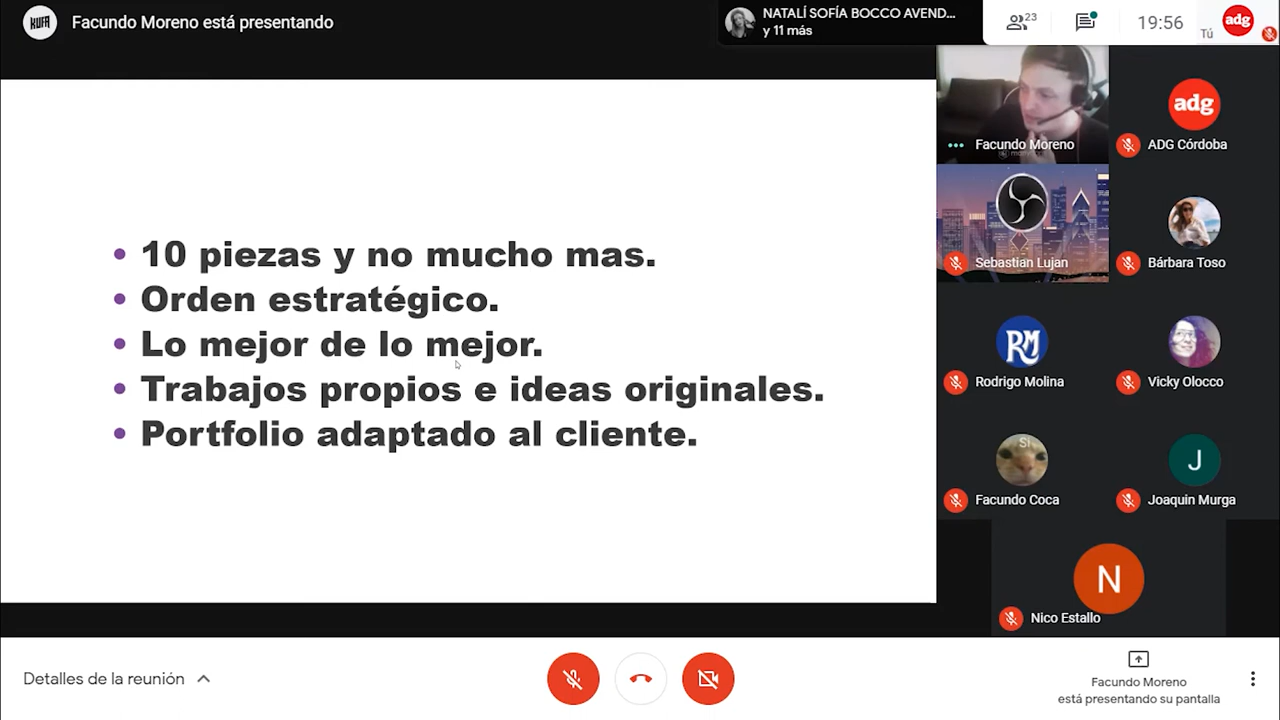 KUFA
Facundo Moreno está presentando
NATALÍ SOFÍA BOCCO AVEND...
y 11 más
23
19:56
Tú
adg
10 piezas y no mucho mas.
Orden estratégico.
Lo mejor de lo mejor.
Trabajos propios e ideas originales.
Portfolio adaptado al cliente.
Facundo Moreno
adg
ADG Córdoba
Sebastian Lujan
Bárbara Toso
RM
Rodrigo Molina
Vicky Olocco
Si
Facundo Coca
J
Joaquin Murga
N
Nico Estallo
Detalles de la reunión
Facundo Moreno
está presentando su pantalla